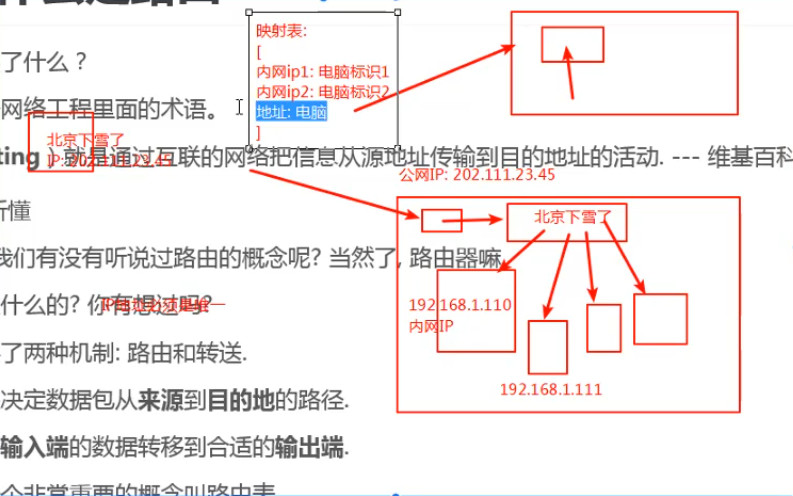 了什么?
网络工程里面的术语。
ting）就是通过互联的网络把信息从源地址传输到目的地址的活动. --- 维基百科
听懂
我们有没有听说过路由的概念呢? 当然了, 路由器嘛
什么的? 你有想过吗?
了两种机制: 路由和转送.
决定数据包从来源到目的地的路径.
输入端的数据转移到合适的输出端.
个非常重要的概念叫路由表
映射表:
[
内网ip1: 电脑标识1
内网ip2: 电脑标识2
地址: 电脑
]
北京下雪了
IP: 202.111.23.45
公网IP: 202.111.23.45
北京下雪了
192.168.1.110
内网IP
192.168.1.111